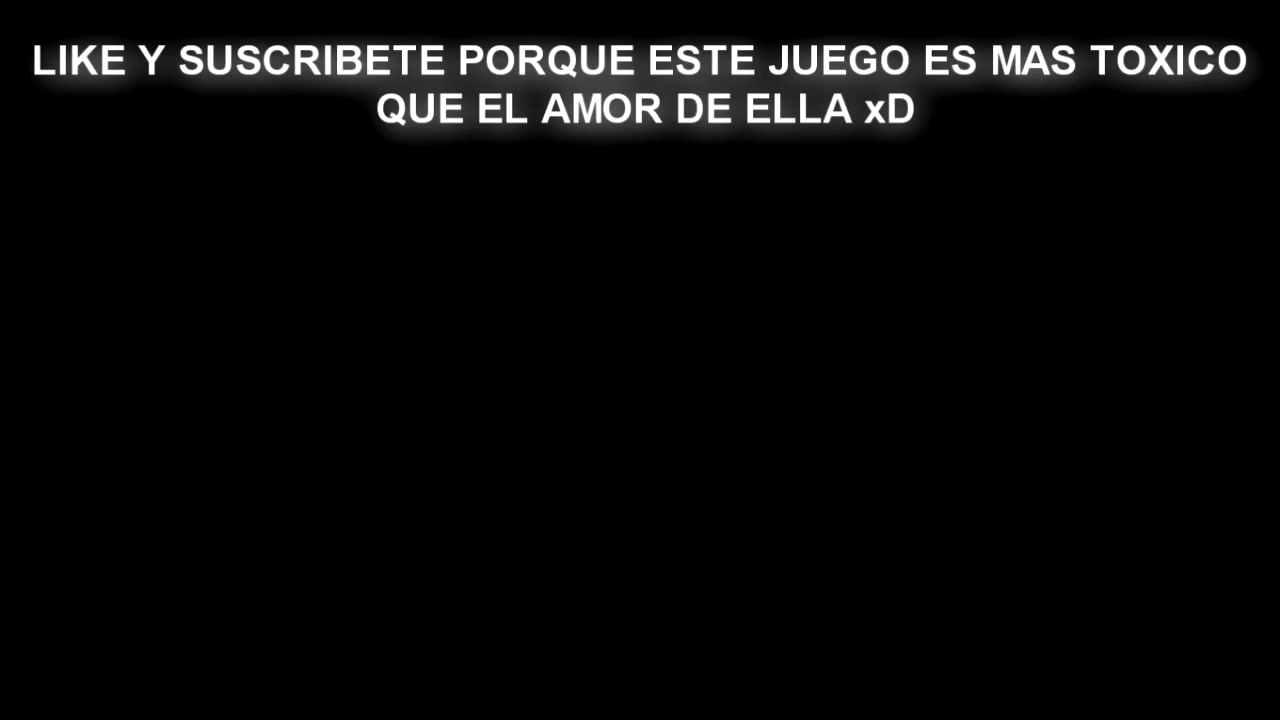 LIKE Y SUSCRIBETE PORQUE ESTE JUEGO ES MAS TOXICO
QUE EL AMOR DE ELLA xD